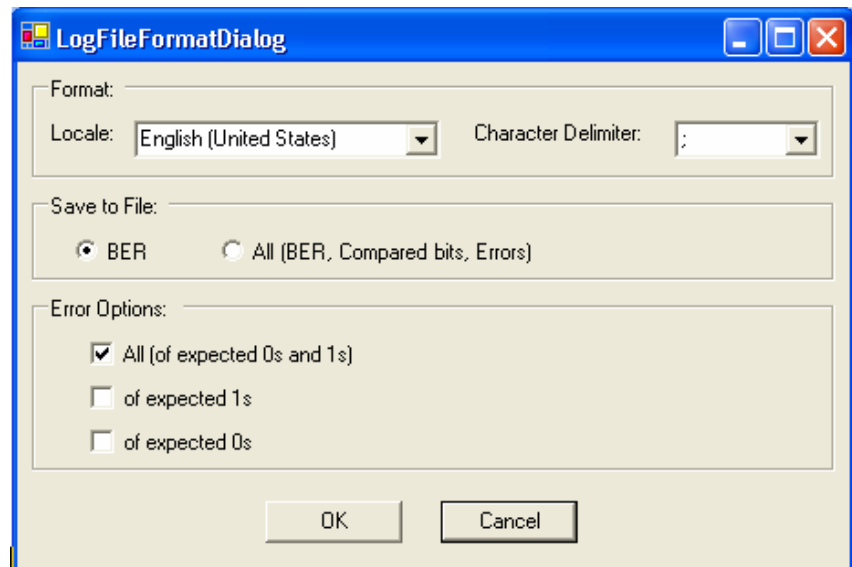 LogFileFormatDialog
Format:
Locale: English (United States) Character Delimiter: ;
Save to File:
BER All (BER, Compared bits, Errors)
Error Options:
All (of expected 0s and 1s)
of expected 1s
of expected 0s
OK Cancel